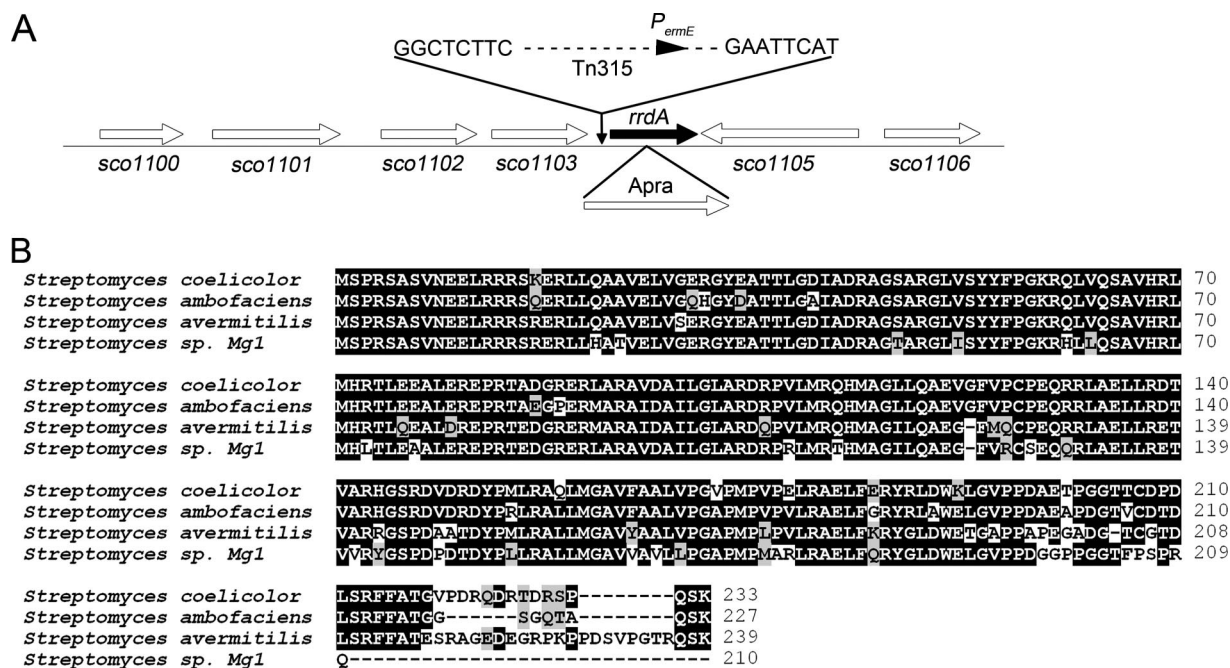 A
P_ermE
GGCTCTTC GAATTCAT
Tn315
rrdA
sco1100 sco1101 sco1102 sco1103 sco1105 sco1106
Apra
B
Streptomyces coelicolor MSPRSASVNEELRRRSKERLLQAAVELVGERGYEATTLGDIADRAGSARGLVSYYFPGKRQLVQSAVHRL 70
Streptomyces ambofaciens MSPRSASVNEELRRRSQERLLQAAVELVGQHGYDATTLGAIADRAGSARGLVSYYFPGKRQLVQSAVHRL 70
Streptomyces avermitilis MSPRSASVNEELRRRSRERLLQAAVELVSERGYEATTLGDIADRAGSARGLVSYYFPGKRQLVQSAVHRL 70
Streptomyces sp. Mg1 MSPRSASVNEELRRRSRERLLHATVELVGERGYEATTLGDIADRAGTARGLISYYFPGKRHLLQSAVHRL 70
Streptomyces coelicolor MHRTLEEALEREPRTADGRERLARAVDAILGLARDRPVLMRQHMAGLLQAEVGFVPCPEQRRLAELLRDT 140
Streptomyces ambofaciens MHRTLEEALEREPRTAEGPERMARAIDAILGLARDRPVLMRQHMAGLLQAEVGFVPCPEQRRLAELLRDT 140
Streptomyces avermitilis MHRTLQEALDREPRTEDGRERMARAVDAILGLARDQPVLMRQHMAGILQAEG-FMQCPEQRRLAELLRDT 139
Streptomyces sp. Mg1 MHLTLEAALEREPRTEDGRERLARAVDAILGLARDRPRLMRTHMAGILQAEG-FVRCSEQQRLAELLRET 139
Streptomyces coelicolor VARHGSRDVDRDYPMLRAQLMGAVFAALVPGVPMPVPELRAELFERYRLDWKLGVPPDAETPGGTTCDPD 210
Streptomyces ambofaciens VARHGSRDVDRDYPRLRALLMGAVFAALVPGAPMPVPVLRAELFGRYRLAWELGVPPDAEAPDGTVCDTD 210
Streptomyces avermitilis VARRGSPDAATDYPMLRALLMGAVYAALVPGAPMPLPVLRAELFKRYGLDWETGAPPAPEGADG-TCGTD 208
Streptomyces sp. Mg1 VVRYGSPDPDTDYPLLRALLMGAVVAVLLPGAPMPMARLRAELFQRYGLDWELGVPPDGGPPGGTFPSPR 209
Streptomyces coelicolor LSRFFATGVPDRQDRTDRSP--------QSK 233
Streptomyces ambofaciens LSRFFATGG------SGQTA--------QSK 227
Streptomyces avermitilis LSRFFATESRAGEDEGRPKPPDSVPGTRQSK 239
Streptomyces sp. Mg1 Q------------------------------ 210